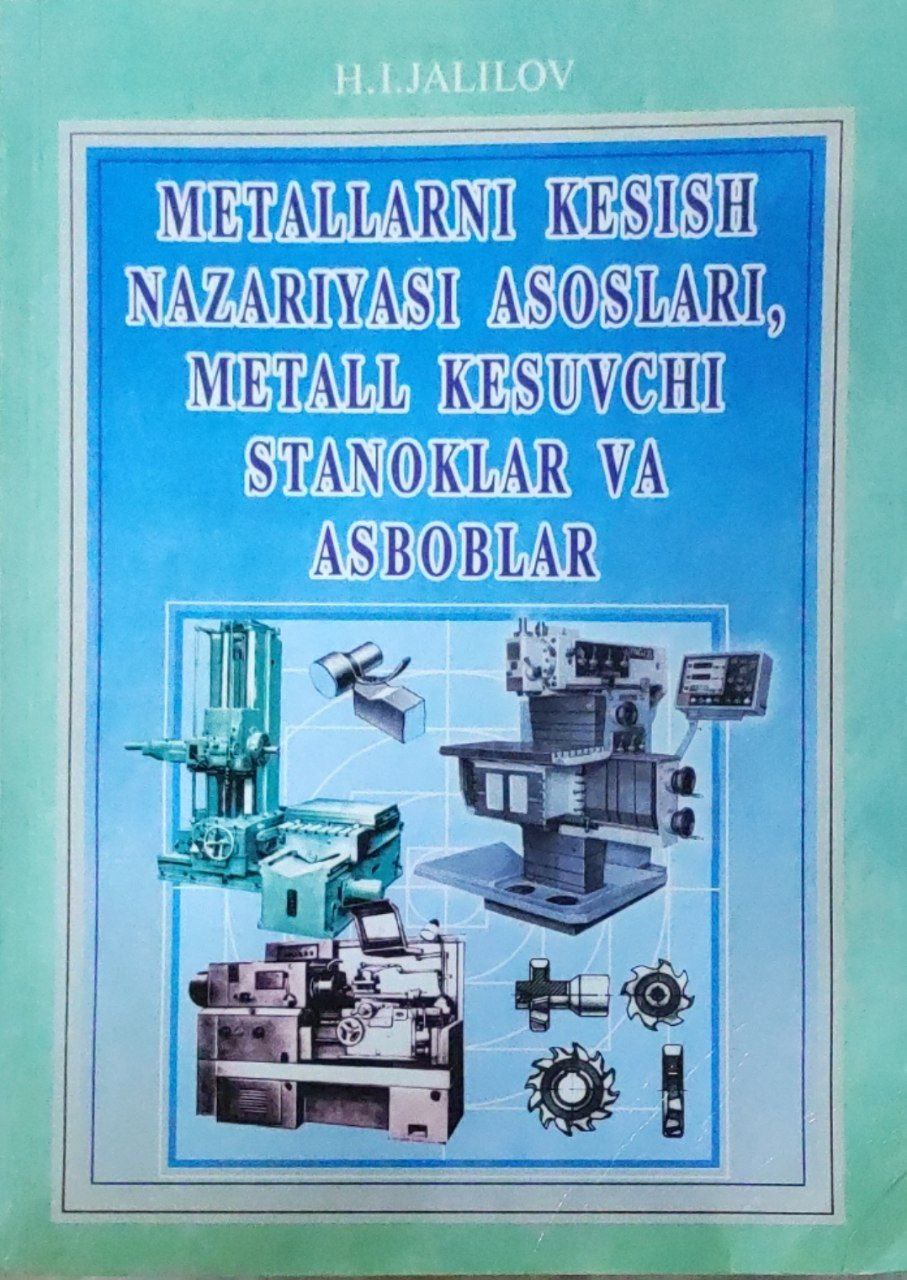 H.I.JALILOV
METALLARNI KESISH
NAZARIYASI ASOSLARI,
METALL KESUVCHI
STANOKLAR VA
ASBOBLAR